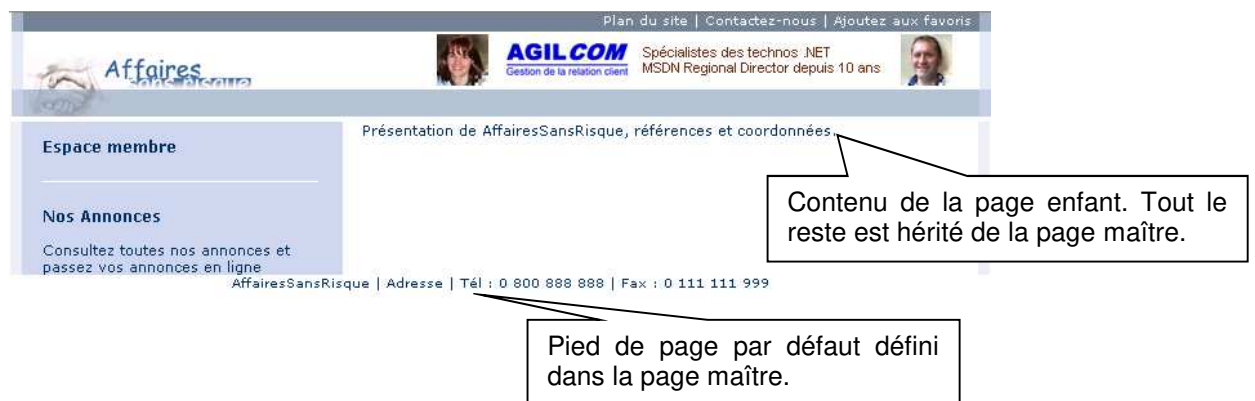 Plan du site | Contactez-nous | Ajoutez aux favoris
Affaires
sans risque
AGILCOM
Gestion de la relation client
Spécialistes des technos .NET
MSDN Regional Director depuis 10 ans
Espace membre
Présentation de AffairesSansRisque, références et coordonnées.
Nos Annonces
Consultez toutes nos annonces et
passez vos annonces en ligne
Contenu de la page enfant. Tout le
reste est hérité de la page maître.
AffairesSansRisque | Adresse | Tél : 0 800 888 888 | Fax : 0 111 111 999
Pied de page par défaut défini
dans la page maître.